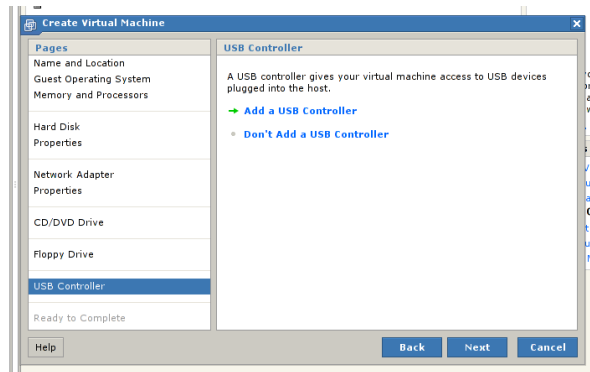 Create Virtual Machine
Pages
Name and Location
Guest Operating System
Memory and Processors
Hard Disk
Properties
Network Adapter
Properties
CD/DVD Drive
Floppy Drive
USB Controller
Ready to Complete
USB Controller
A USB controller gives your virtual machine access to USB devices
plugged into the host.
Add a USB Controller
Don't Add a USB Controller
Help
Back
Next
Cancel